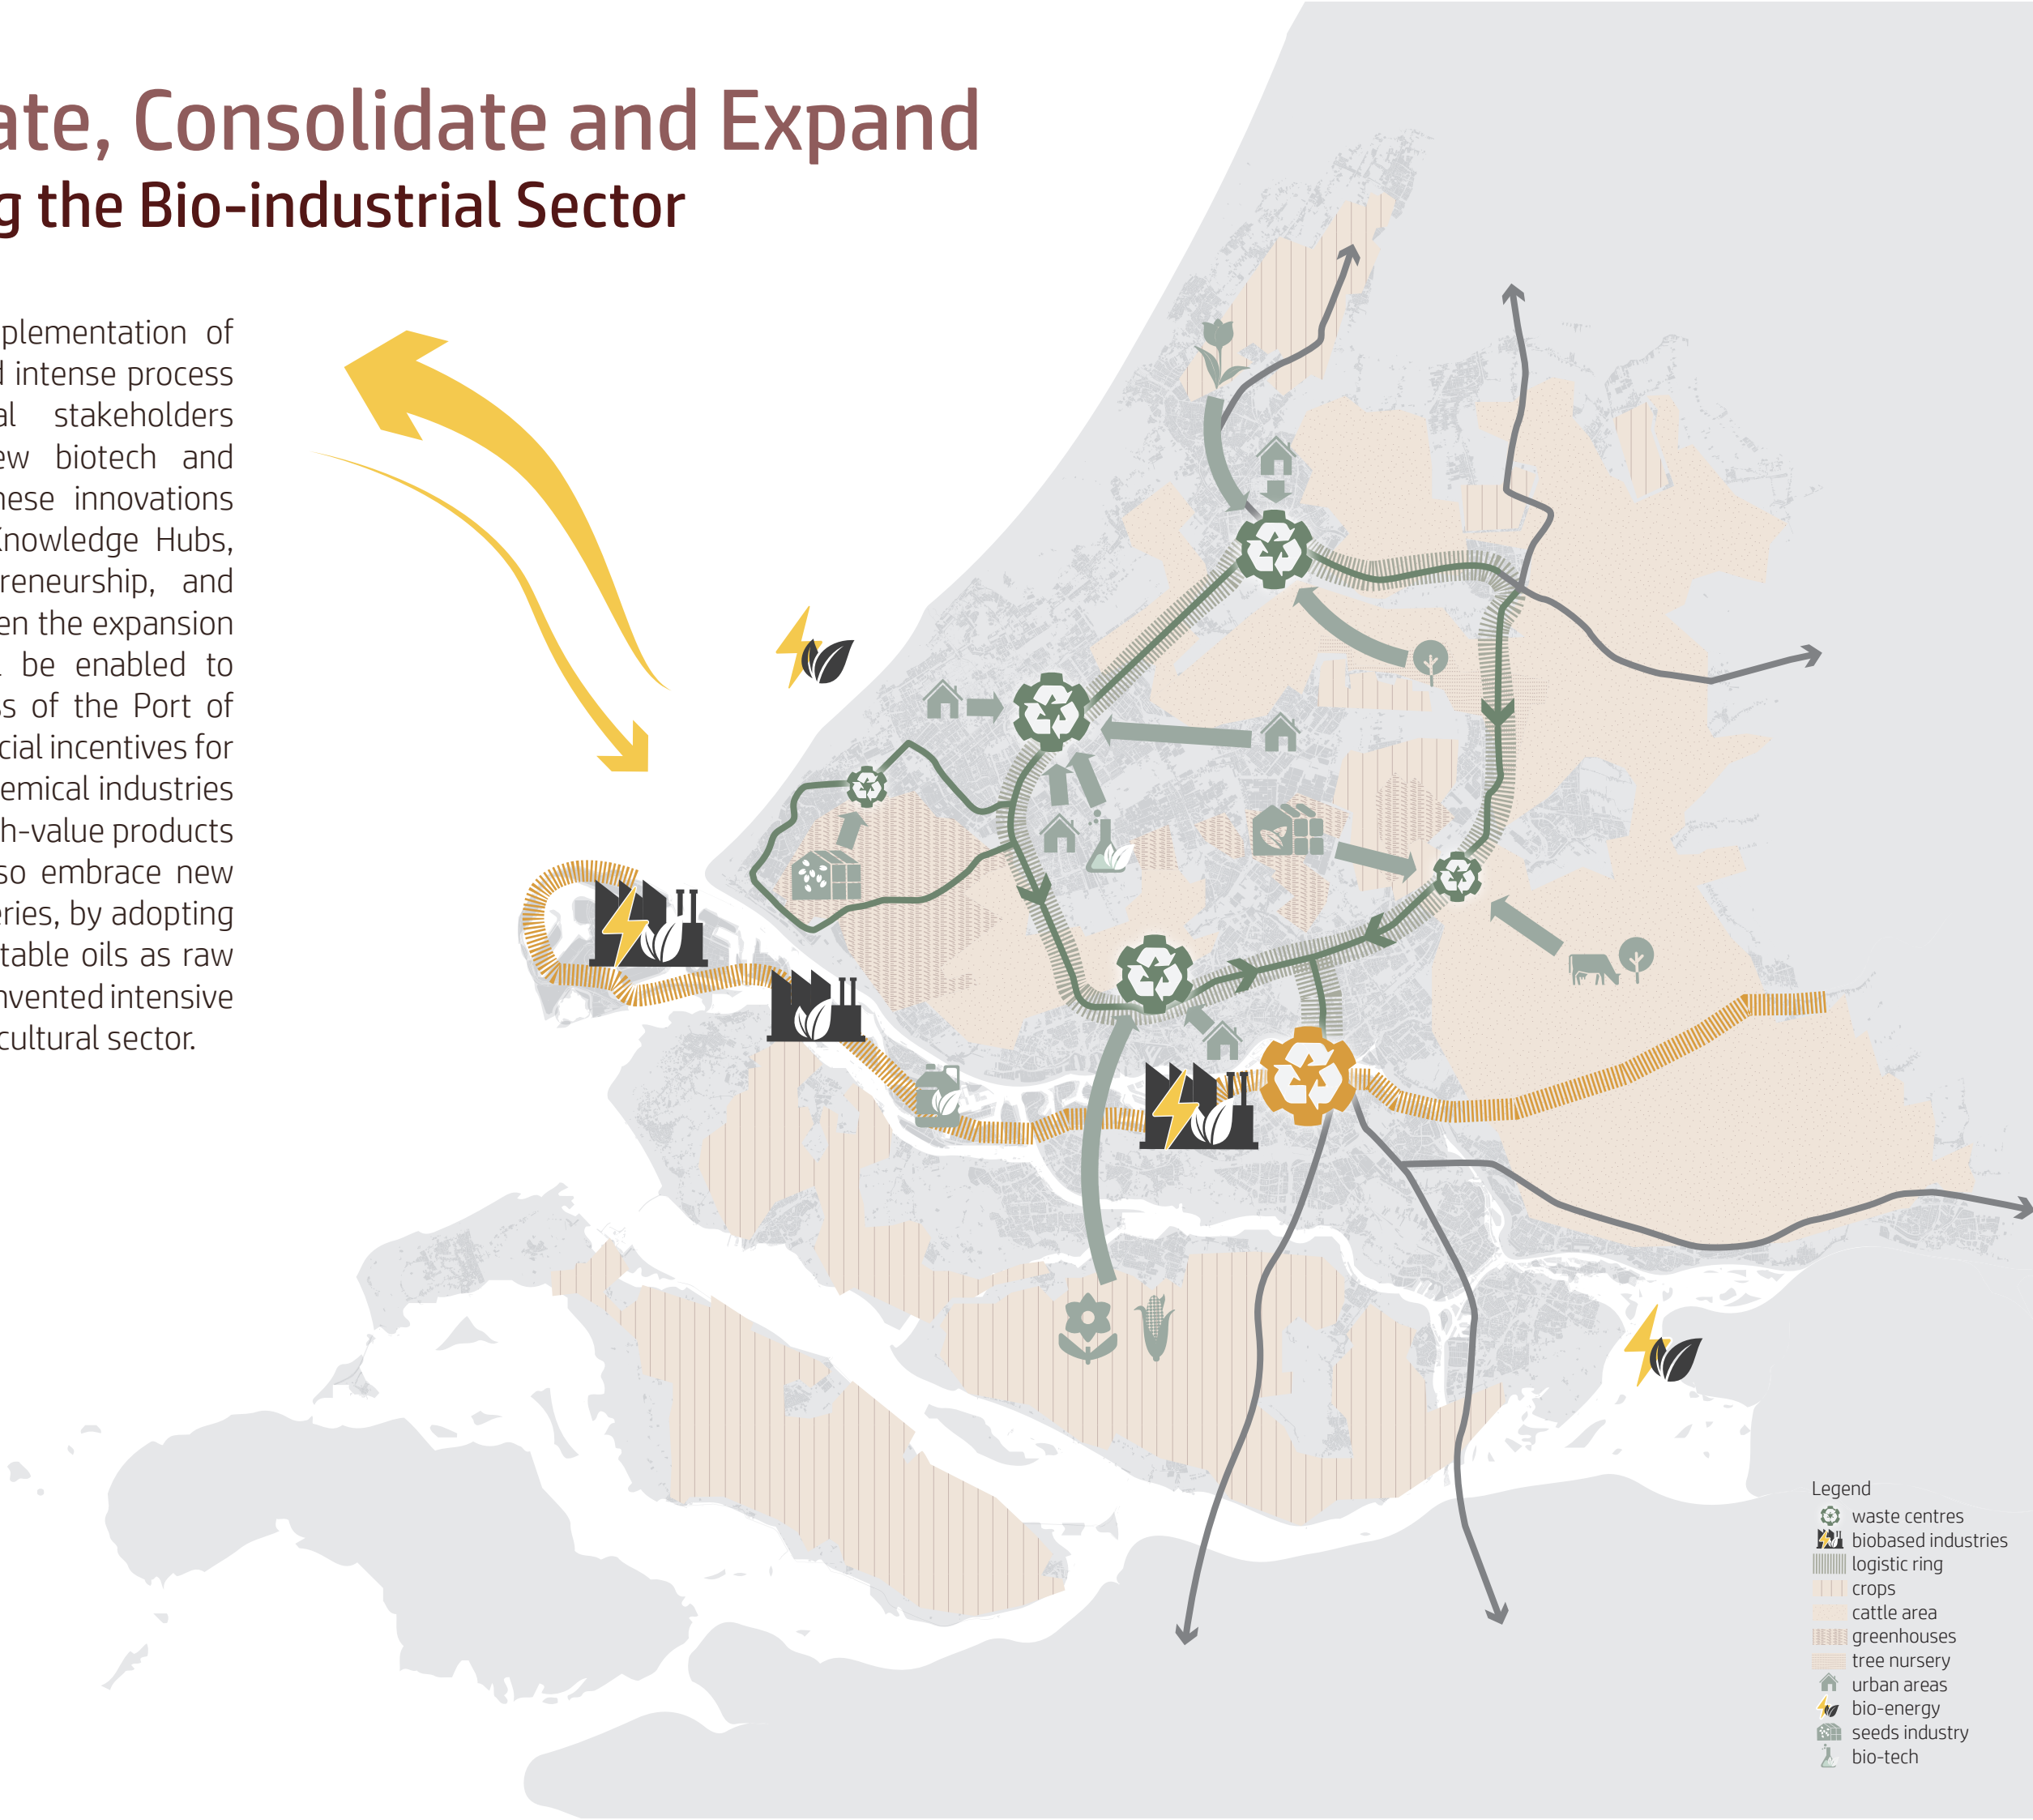 ate, Consolidate and Expand
g the Bio-industrial Sector
plementation of
d intense process
al stakeholders
ew biotech and
hese innovations
Knowledge Hubs,
reneurship, and
en the expansion
l be enabled to
ss of the Port of
cial incentives for
emical industries
h-value products
so embrace new
eries, by adopting
table oils as raw
nvented intensive
cultural sector.
Legend
waste centres
biobased industries
logistic ring
crops
cattle area
greenhouses
tree nursery
urban areas
bio-energy
seeds industry
bio-tech